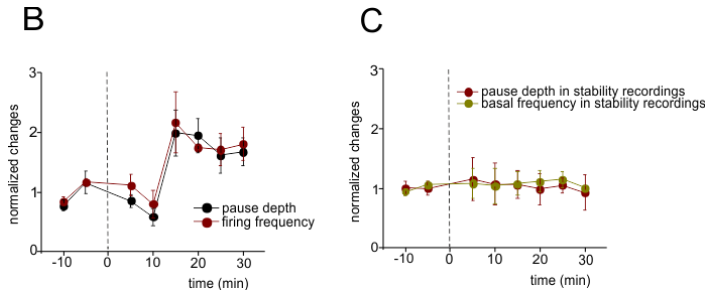 B
3
2
1
0
normalized changes
-10
0
10
20
30
time (min)
pause depth
firing frequency
C
3
2
1
0
normalized changes
-10
0
10
20
30
time (min)
pause depth in stability recordings
basal frequency in stability recordings